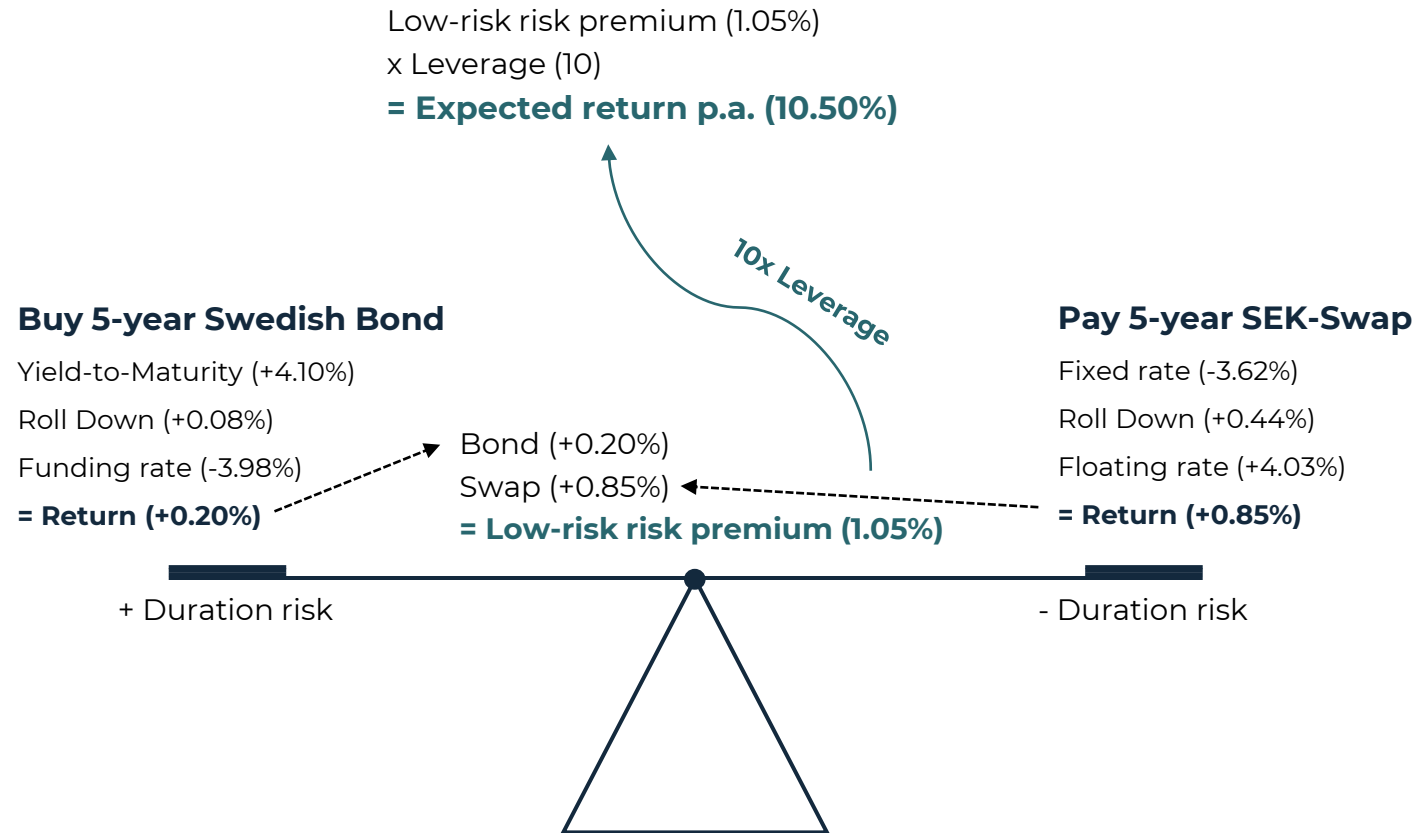 Low-risk risk premium (1.05%)
x Leverage (10)
= Expected return p.a. (10.50%)
10x Leverage
Buy 5-year Swedish Bond
Yield-to-Maturity (+4.10%)
Roll Down (+0.08%)
Funding rate (-3.98%)
= Return (+0.20%)
Bond (+0.20%)
Swap (+0.85%)
= Low-risk risk premium (1.05%)
Pay 5-year SEK-Swap
Fixed rate (-3.62%)
Roll Down (+0.44%)
Floating rate (+4.03%)
= Return (+0.85%)
+ Duration risk
- Duration risk